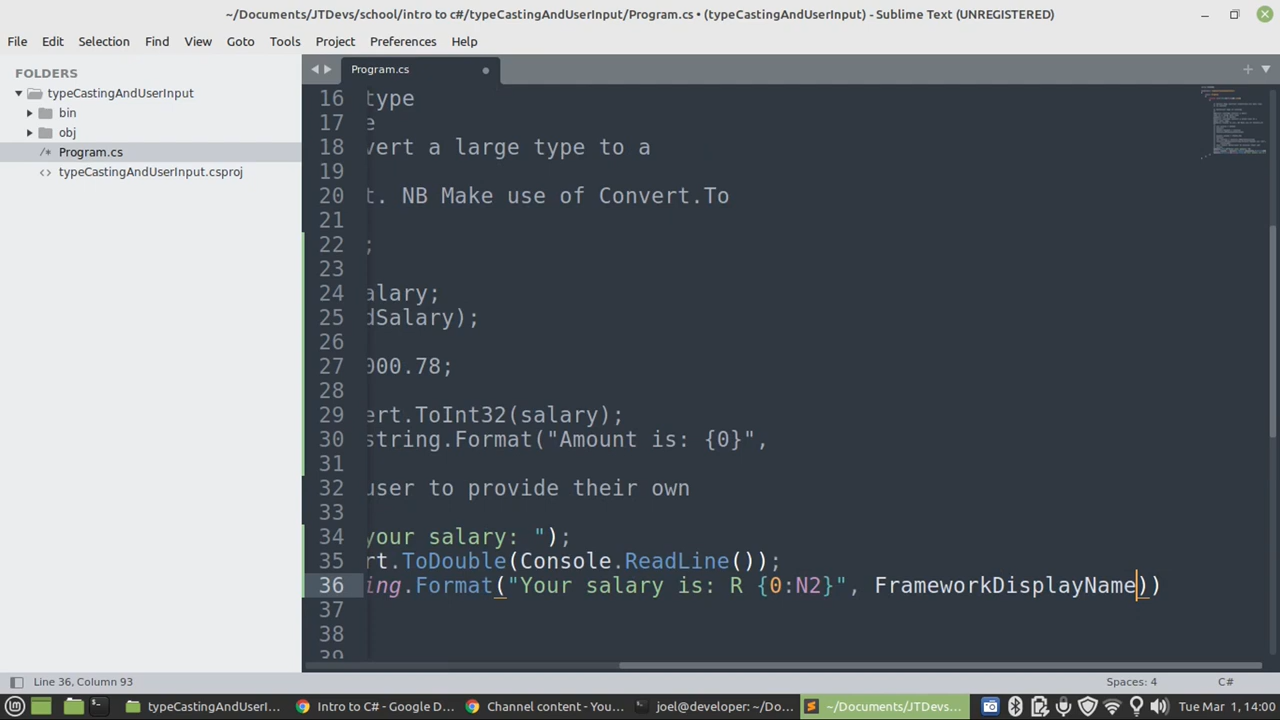 ~/Documents/JTDevs/school/intro to c#/typeCastingAndUserInput/Program.cs • (typeCastingAndUserInput) - Sublime Text (UNREGISTERED)
File Edit Selection Find View Goto Tools Project Preferences Help
FOLDERS
typeCastingAndUserInput
bin
obj
/* Program.cs
<> typeCastingAndUserInput.csproj
Program.cs
16 type
17 e
18 vert a large type to a
19
20 t. NB Make use of Convert.To
21
22 ;
23
24 alary;
25 dSalary);
26
27 000.78;
28
29 ert.ToInt32(salary);
30 string.Format("Amount is: {0}",
31
32 user to provide their own
33
34 your salary: ");
35 rt.ToDouble(Console.ReadLine());
36 ing.Format("Your salary is: R {0:N2}", FrameworkDisplayName))
37
38
39
Line 36, Column 93 Spaces: 4 C#
typeCastingAndUserI... Intro to C# - Google D... Channel content - You... joel@developer: ~/Do... ~/Documents/JTDevs/... Tue Mar 1, 14:00